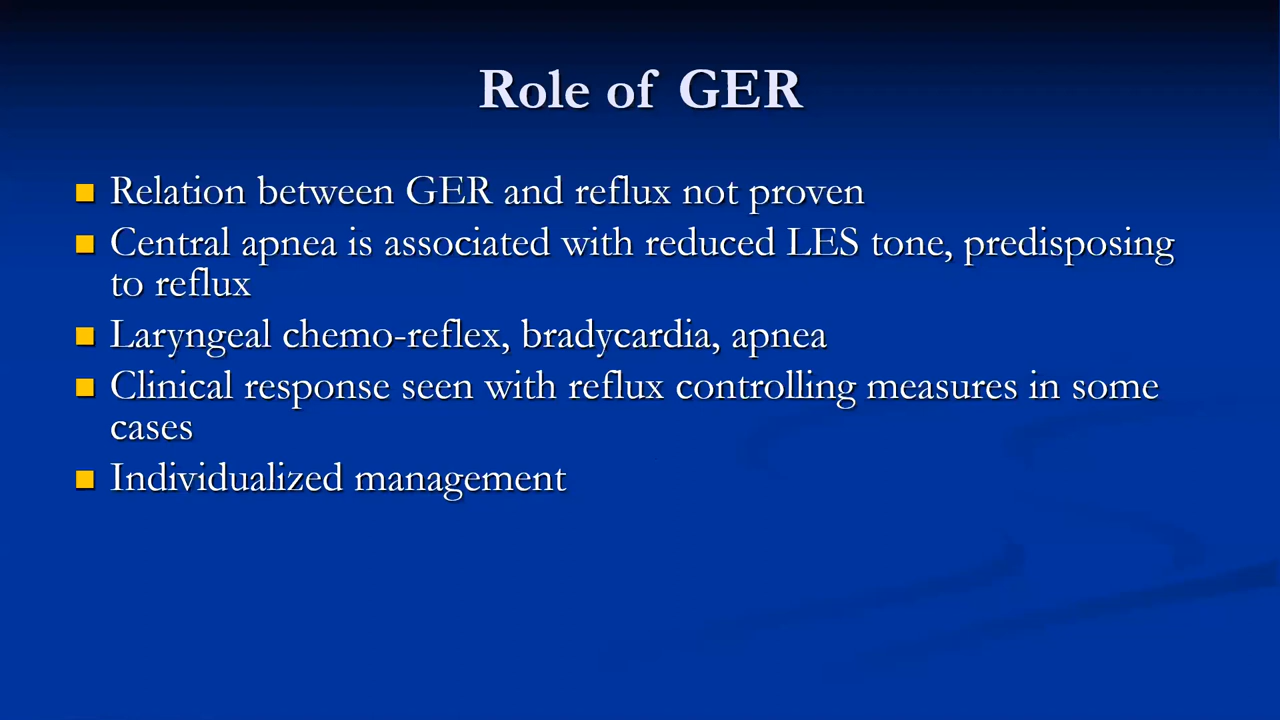 Role of GER
Relation between GER and reflux not proven
Central apnea is associated with reduced LES tone, predisposing
to reflux
Laryngeal chemo-reflex, bradycardia, apnea
Clinical response seen with reflux controlling measures in some
cases
Individualized management